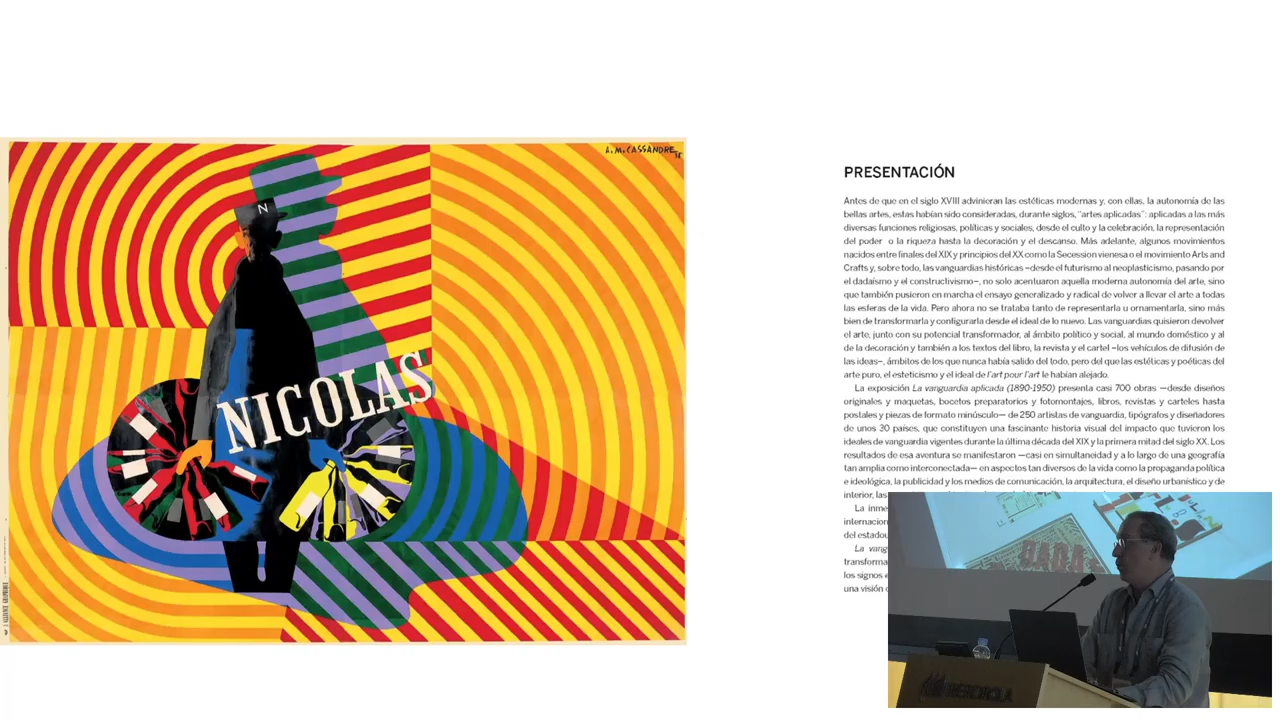 A.M.CASSANDRE
N
NICOLAS
PRESENTACIÓN
Antes de que en el siglo XVIII advinieran las estéticas modernas y, con ellas, la autonomía de las
bellas artes, estas habían sido consideradas, durante siglos, "artes aplicadas": aplicadas a las más
diversas funciones religiosas, políticas y sociales, desde el culto y la celebración, la representación
del poder o la riqueza hasta la decoración y el descanso. Más adelante, algunos movimientos
nacidos entre finales del XIX y principios del XX como la Secession vienesa o el movimiento Arts and
Crafts y, sobre todo, las vanguardias históricas –desde el futurismo al neoplasticismo, pasando por
el dadaísmo y el constructivismo–, no solo acentuaron aquella moderna autonomía del arte, sino
que también pusieron en marcha el ensayo generalizado y radical de volver a llevar el arte a todas
las esferas de la vida. Pero ahora no se trataba tanto de representarla u ornamentarla, sino más
bien de transformarla y configurarla desde el ideal de lo nuevo. Las vanguardias quisieron devolver
el arte, junto con su potencial transformador, al ámbito político y social, al mundo doméstico y al
de la decoración y también a los textos del libro, la revista y el cartel –los vehículos de difusión de
las ideas–, ámbitos de los que nunca había salido del todo, pero del que las estéticas y poéticas del
arte puro, el esteticismo y el ideal de l'art pour l'art le habían alejado.
La exposición La vanguardia aplicada (1890-1950) presenta casi 700 obras —desde diseños
originales y maquetas, bocetos preparatorios y fotomontajes, libros, revistas y carteles hasta
postales y piezas de formato minúsculo— de 250 artistas de vanguardia, tipógrafos y diseñadores
de unos 30 países, que constituyen una fascinante historia visual del impacto que tuvieron los
ideales de vanguardia vigentes durante la última década del XIX y la primera mitad del siglo XX. Los
resultados de esa aventura se manifestaron —casi en simultaneidad y a lo largo de una geografía
tan amplia como interconectada— en aspectos tan diversos de la vida como la propaganda política
e ideológica, la publicidad y los medios de comunicación, la arquitectura, el diseño urbanístico y de
interior, las
La inme
internacion
del estadou
La vang
transforma
los signos e
una visión
DADA
IBERDROLA